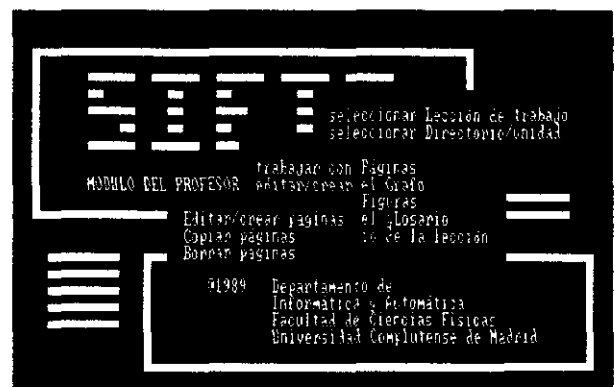 SIFT
seleccionar Lección de trabajo
seleccionar Directorio/unidad
trabajar con Páginas
MODULO DEL PROFESOR editar/crear el Grafo
Figuras
Editar/crear páginas el gLosario
Copiar páginas de la lección
Borrar páginas
1989 Departamento de
Informática y Automática
Facultad de Ciencias Físicas
Universidad Complutense de Madrid